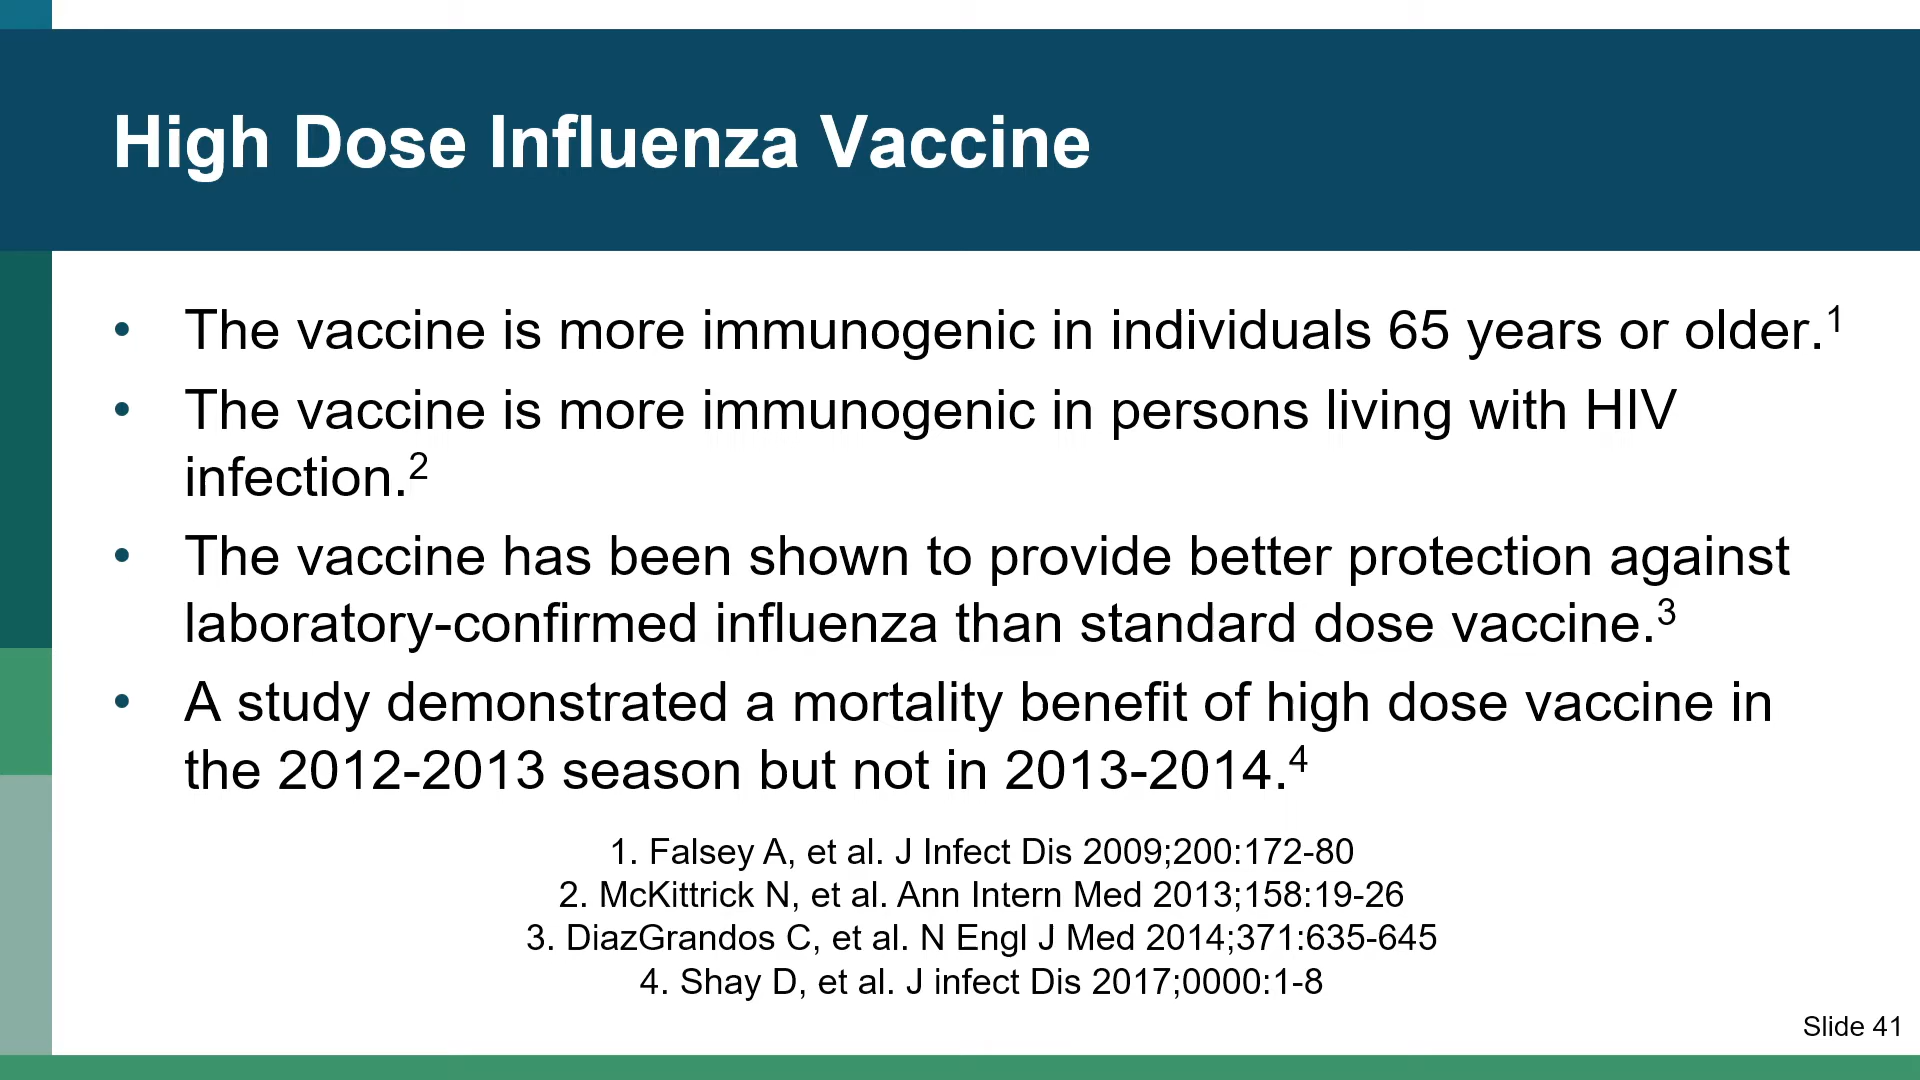 High Dose Influenza Vaccine
• The vaccine is more immunogenic in individuals 65 years or older.¹
• The vaccine is more immunogenic in persons living with HIV
infection.²
• The vaccine has been shown to provide better protection against
laboratory-confirmed influenza than standard dose vaccine.³
• A study demonstrated a mortality benefit of high dose vaccine in
the 2012-2013 season but not in 2013-2014.⁴
1. Falsey A, et al. J Infect Dis 2009;200:172-80
2. McKittrick N, et al. Ann Intern Med 2013;158:19-26
3. DiazGrandos C, et al. N Engl J Med 2014;371:635-645
4. Shay D, et al. J infect Dis 2017;0000:1-8
Slide 41